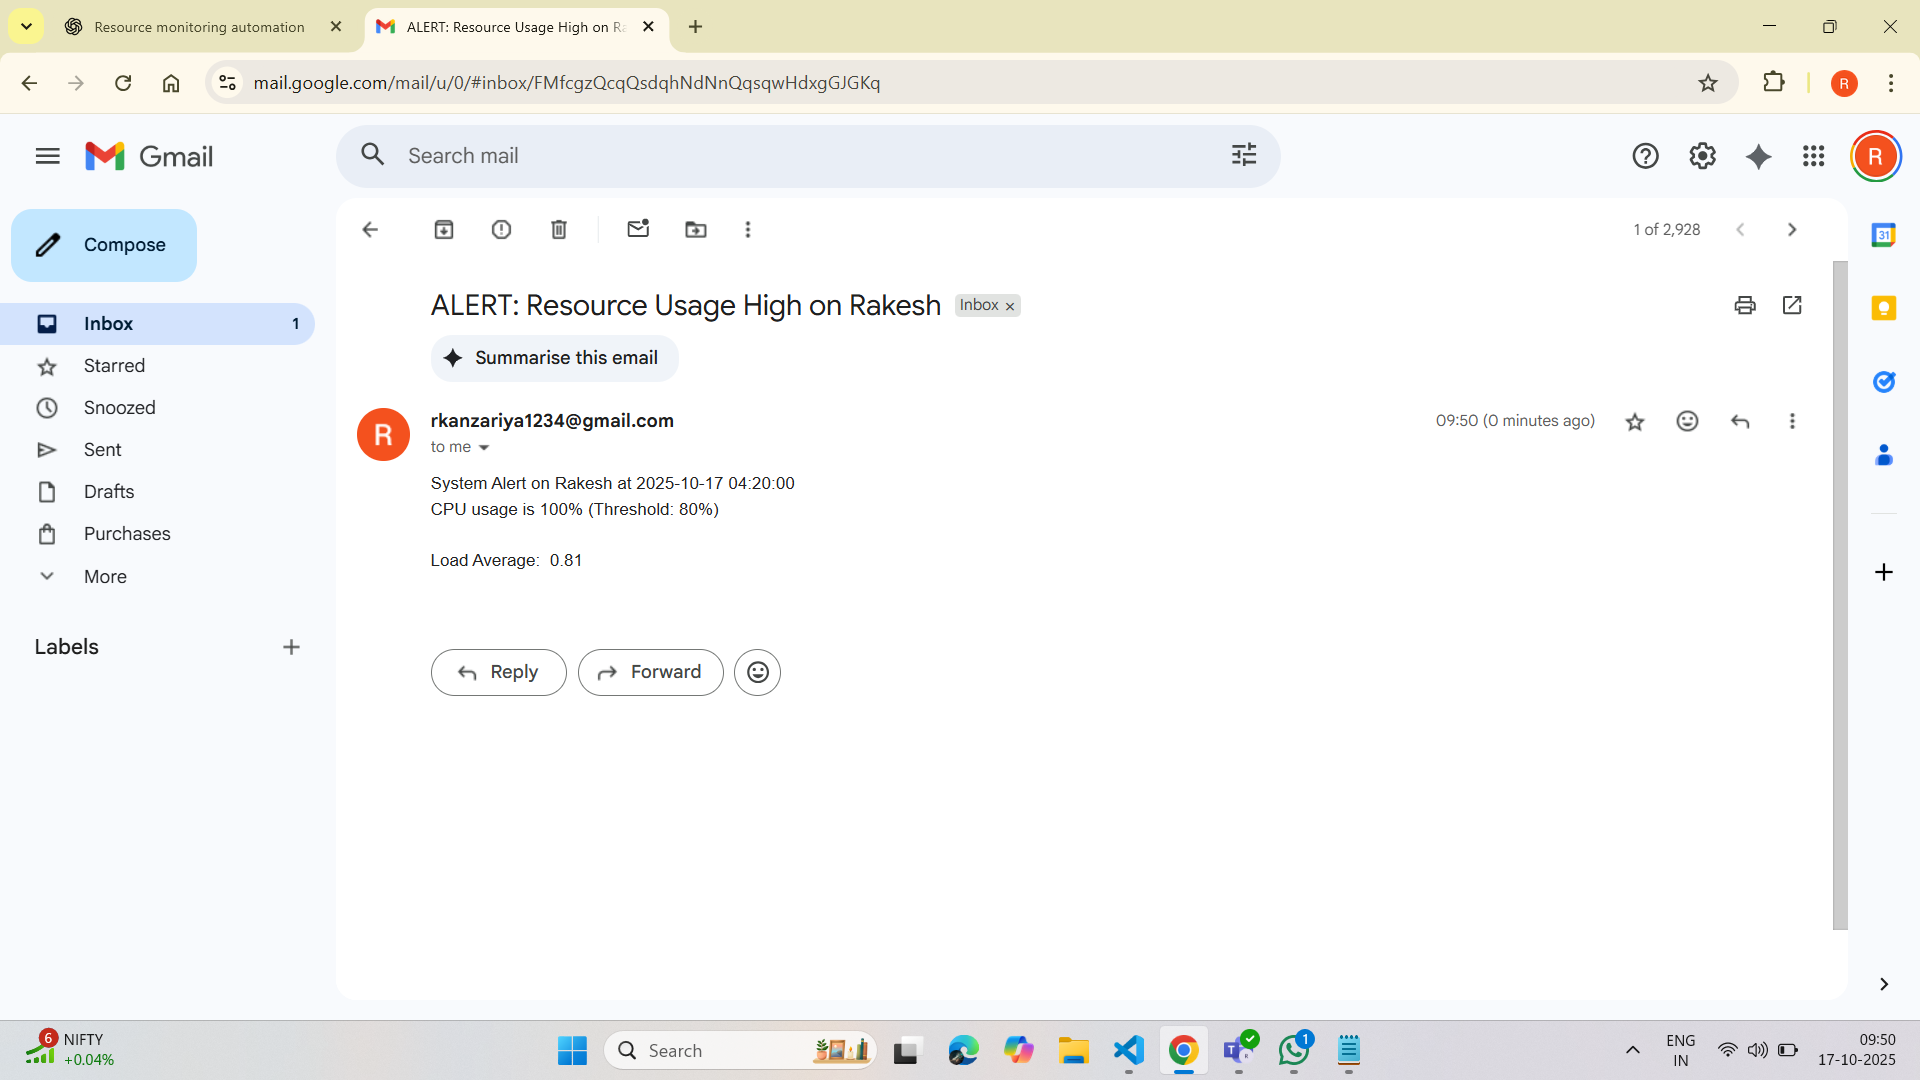 Resource monitoring automation
ALERT: Resource Usage High on Ra
mail.google.com/mail/u/0/#inbox/FMfcgzQcqQsdqhNdNnQqsqwHdxgGJGKq
R
Gmail
Search mail
R
Compose
1 of 2,928
31
ALERT: Resource Usage High on Rakesh
Inbox ×
Inbox
1
Summarise this email
Starred
Snoozed
R
rkanzariya1234@gmail.com
09:50 (0 minutes ago)
to me
Sent
System Alert on Rakesh at 2025-10-17 04:20:00
Drafts
CPU usage is 100% (Threshold: 80%)
Purchases
Load Average:  0.81
More
Labels
Reply
Forward
6
NIFTY
+0.04%
Search
1
ENG
IN
09:50
17-10-2025